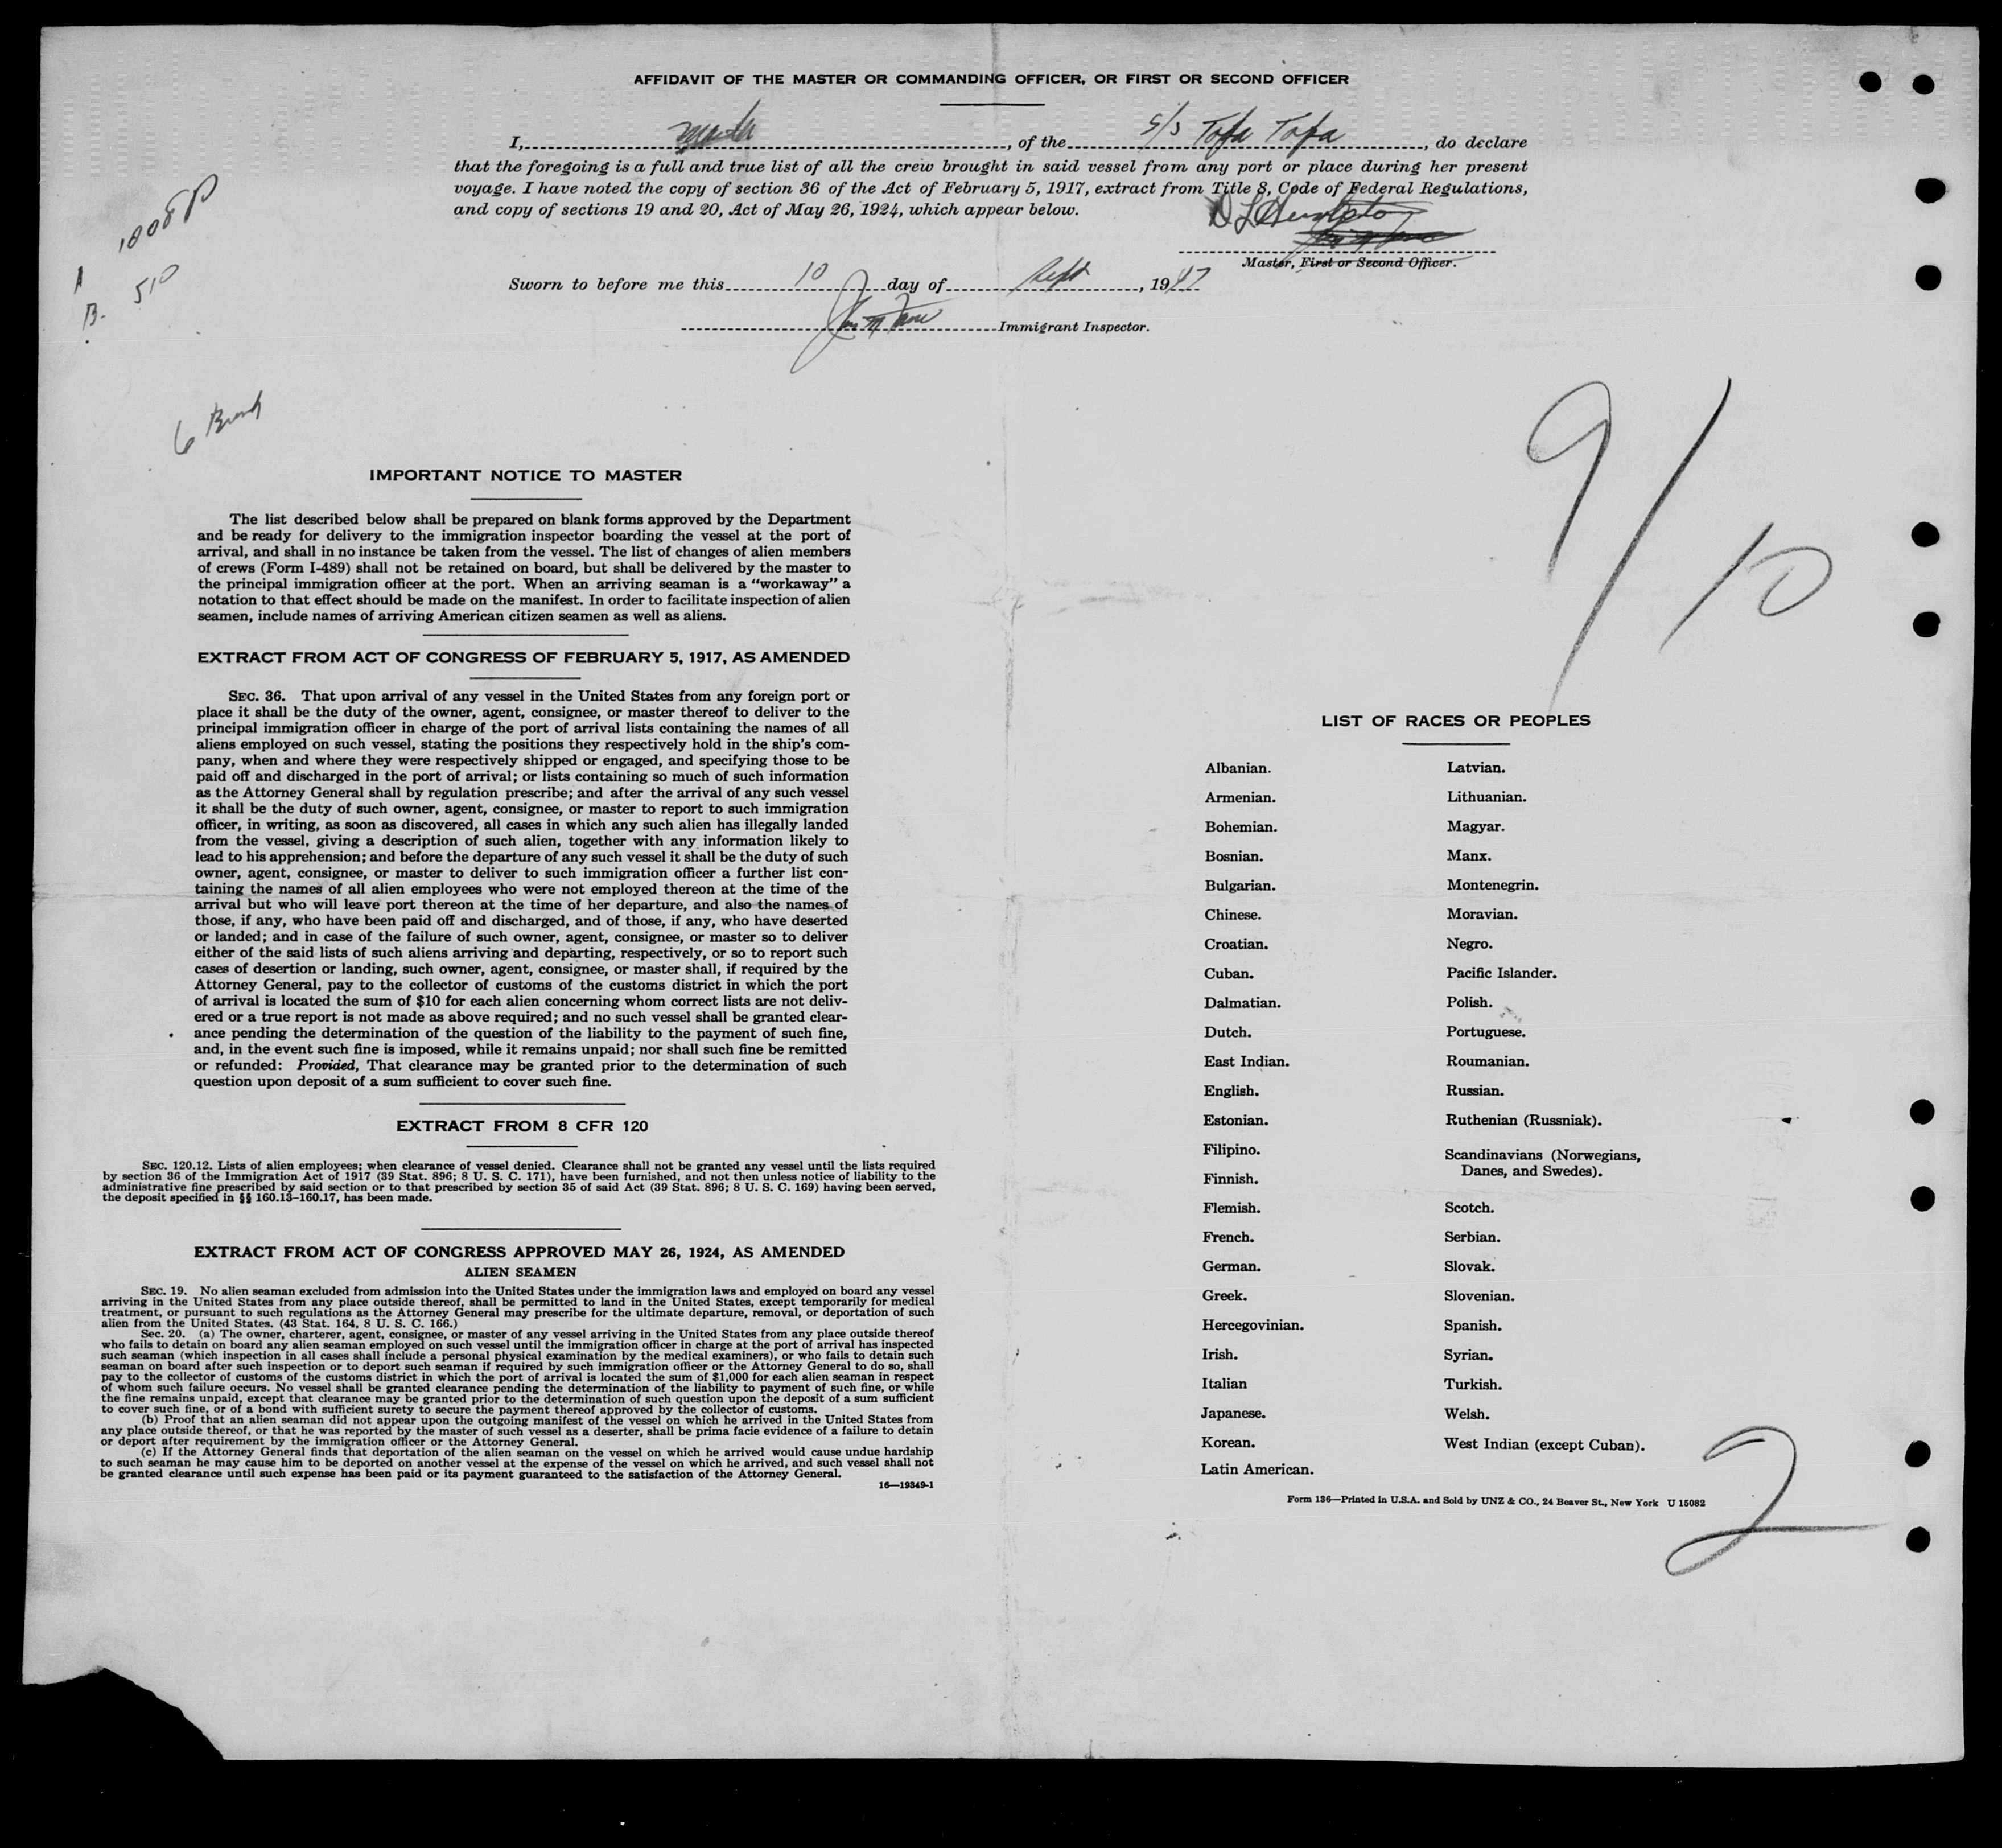 AFFIDAVIT OF THE MASTER OR COMMANDING OFFICER, OR FIRST OR SECOND OFFICER
I, Master, of the S/S Topa Topa, do declare
that the foregoing is a full and true list of all the crew brought in said vessel from any port or place during her present
voyage. I have noted the copy of section 36 of the Act of February 5, 1917, extract from Title 8, Code of Federal Regulations,
and copy of sections 19 and 20, Act of May 26, 1924, which appear below.
Master, First or Second Officer.
Sworn to before me this 10 day of Sept, 1947
Immigrant Inspector.
A
B. 510
6
9/10
IMPORTANT NOTICE TO MASTER
The list described below shall be prepared on blank forms approved by the Department
and be ready for delivery to the immigration inspector boarding the vessel at the port of
arrival, and shall in no instance be taken from the vessel. The list of changes of alien members
of crews (Form I-489) shall not be retained on board, but shall be delivered by the master to
the principal immigration officer at the port. When an arriving seaman is a “workaway” a
notation to that effect should be made on the manifest. In order to facilitate inspection of alien
seamen, include names of arriving American citizen seamen as well as aliens.
EXTRACT FROM ACT OF CONGRESS OF FEBRUARY 5, 1917, AS AMENDED
SEC. 36. That upon arrival of any vessel in the United States from any foreign port or
place it shall be the duty of the owner, agent, consignee, or master thereof to deliver to the
principal immigration officer in charge of the port of arrival lists containing the names of all
aliens employed on such vessel, stating the positions they respectively hold in the ship's com-
pany, when and where they were respectively shipped or engaged, and specifying those to be
paid off and discharged in the port of arrival; or lists containing so much of such information
as the Attorney General shall by regulation prescribe; and after the arrival of any such vessel
it shall be the duty of such owner, agent, consignee, or master to report to such immigration
officer, in writing, as soon as discovered, all cases in which any such alien has illegally landed
from the vessel, giving a description of such alien, together with any information likely to
lead to his apprehension; and before the departure of any such vessel it shall be the duty of such
owner, agent, consignee, or master to deliver to such immigration officer a further list con-
taining the names of all alien employees who were not employed thereon at the time of the
arrival but who will leave port thereon at the time of her departure, and also the names of
those, if any, who have been paid off and discharged, and of those, if any, who have deserted
or landed; and in case of the failure of such owner, agent, consignee, or master so to deliver
either of the said lists of such aliens arriving and departing, respectively, or so to report such
cases of desertion or landing, such owner, agent, consignee, or master shall, if required by the
Attorney General, pay to the collector of customs of the customs district in which the port
of arrival is located the sum of $10 for each alien concerning whom correct lists are not deliv-
ered or a true report is not made as above required; and no such vessel shall be granted clear-
ance pending the determination of the question of the liability to the payment of such fine,
and, in the event such fine is imposed, while it remains unpaid; nor shall such fine be remitted
or refunded: Provided, That clearance may be granted prior to the determination of such
question upon deposit of a sum sufficient to cover such fine.
EXTRACT FROM 8 CFR 120
SEC. 120.12. Lists of alien employees; when clearance of vessel denied. Clearance shall not be granted any vessel until the lists required
by section 36 of the Immigration Act of 1917 (39 Stat. 896; 8 U. S. C. 171), have been furnished, and not then unless notice of liability to the
administrative fine prescribed by said section or to that prescribed by section 35 of said Act (39 Stat. 896; 8 U. S. C. 169) having been served,
the deposit specified in §§ 160.13–160.17, has been made.
EXTRACT FROM ACT OF CONGRESS APPROVED MAY 26, 1924, AS AMENDED
ALIEN SEAMEN
SEC. 19. No alien seaman excluded from admission into the United States under the immigration laws and employed on board any vessel
arriving in the United States from any place outside thereof, shall be permitted to land in the United States, except temporarily for medical
treatment, or pursuant to such regulations as the Attorney General may prescribe for the ultimate departure, removal, or deportation of such
alien from the United States. (43 Stat. 164, 8 U. S. C. 166.)
Sec. 20. (a) The owner, charterer, agent, consignee, or master of any vessel arriving in the United States from any place outside thereof
who fails to detain on board any alien seaman employed on such vessel until the immigration officer in charge at the port of arrival has inspected
such seaman (which inspection in all cases shall include a personal physical examination by the medical examiners), or who fails to detain such
seaman on board after such inspection or to deport such seaman if required by such immigration officer or the Attorney General to do so, shall
pay to the collector of customs of the customs district in which the port of arrival is located the sum of $1,000 for each alien seaman in respect
of whom such failure occurs. No vessel shall be granted clearance pending the determination of the liability to payment of such fine, or while
the fine remains unpaid, except that clearance may be granted prior to the determination of such question upon the deposit of a sum sufficient
to cover such fine, or of a bond with sufficient surety to secure the payment thereof approved by the collector of customs.
(b) Proof that an alien seaman did not appear upon the outgoing manifest of the vessel on which he arrived in the United States from
any place outside thereof, or that he was reported by the master of such vessel as a deserter, shall be prima facie evidence of a failure to detain
or deport after requirement by the immigration officer or the Attorney General.
(c) If the Attorney General finds that deportation of the alien seaman on the vessel on which he arrived would cause undue hardship
to such seaman he may cause him to be deported on another vessel at the expense of the vessel on which he arrived, and such vessel shall not
be granted clearance until such expense has been paid or its payment guaranteed to the satisfaction of the Attorney General.
16—19349-1
LIST OF RACES OR PEOPLES
Albanian.
Armenian.
Bohemian.
Bosnian.
Bulgarian.
Chinese.
Croatian.
Cuban.
Dalmatian.
Dutch.
East Indian.
English.
Estonian.
Filipino.
Finnish.
Flemish.
French.
German.
Greek.
Hercegovinian.
Irish.
Italian
Japanese.
Korean.
Latin American.
Latvian.
Lithuanian.
Magyar.
Manx.
Montenegrin.
Moravian.
Negro.
Pacific Islander.
Polish.
Portuguese.
Roumanian.
Russian.
Ruthenian (Russniak).
Scandinavians (Norwegians,
Danes, and Swedes).
Scotch.
Serbian.
Slovak.
Slovenian.
Spanish.
Syrian.
Turkish.
Welsh.
West Indian (except Cuban).
Form 136—Printed in U.S.A. and Sold by UNZ & CO., 24 Beaver St., New York U 15082
2